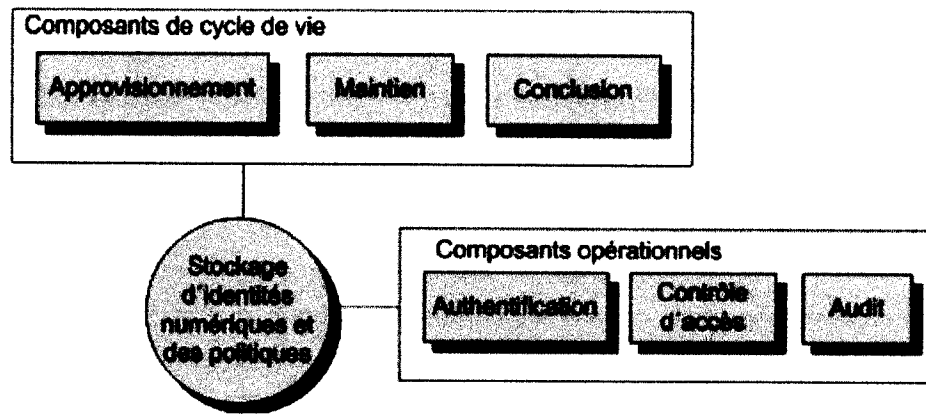 Composants de cycle de vie
Approvisionnement
Maintien
Conclusion
Stockage
d'identités
numériques et
des politiques
Composants opérationnels
Authentification
Contrôle
d'accès
Audit